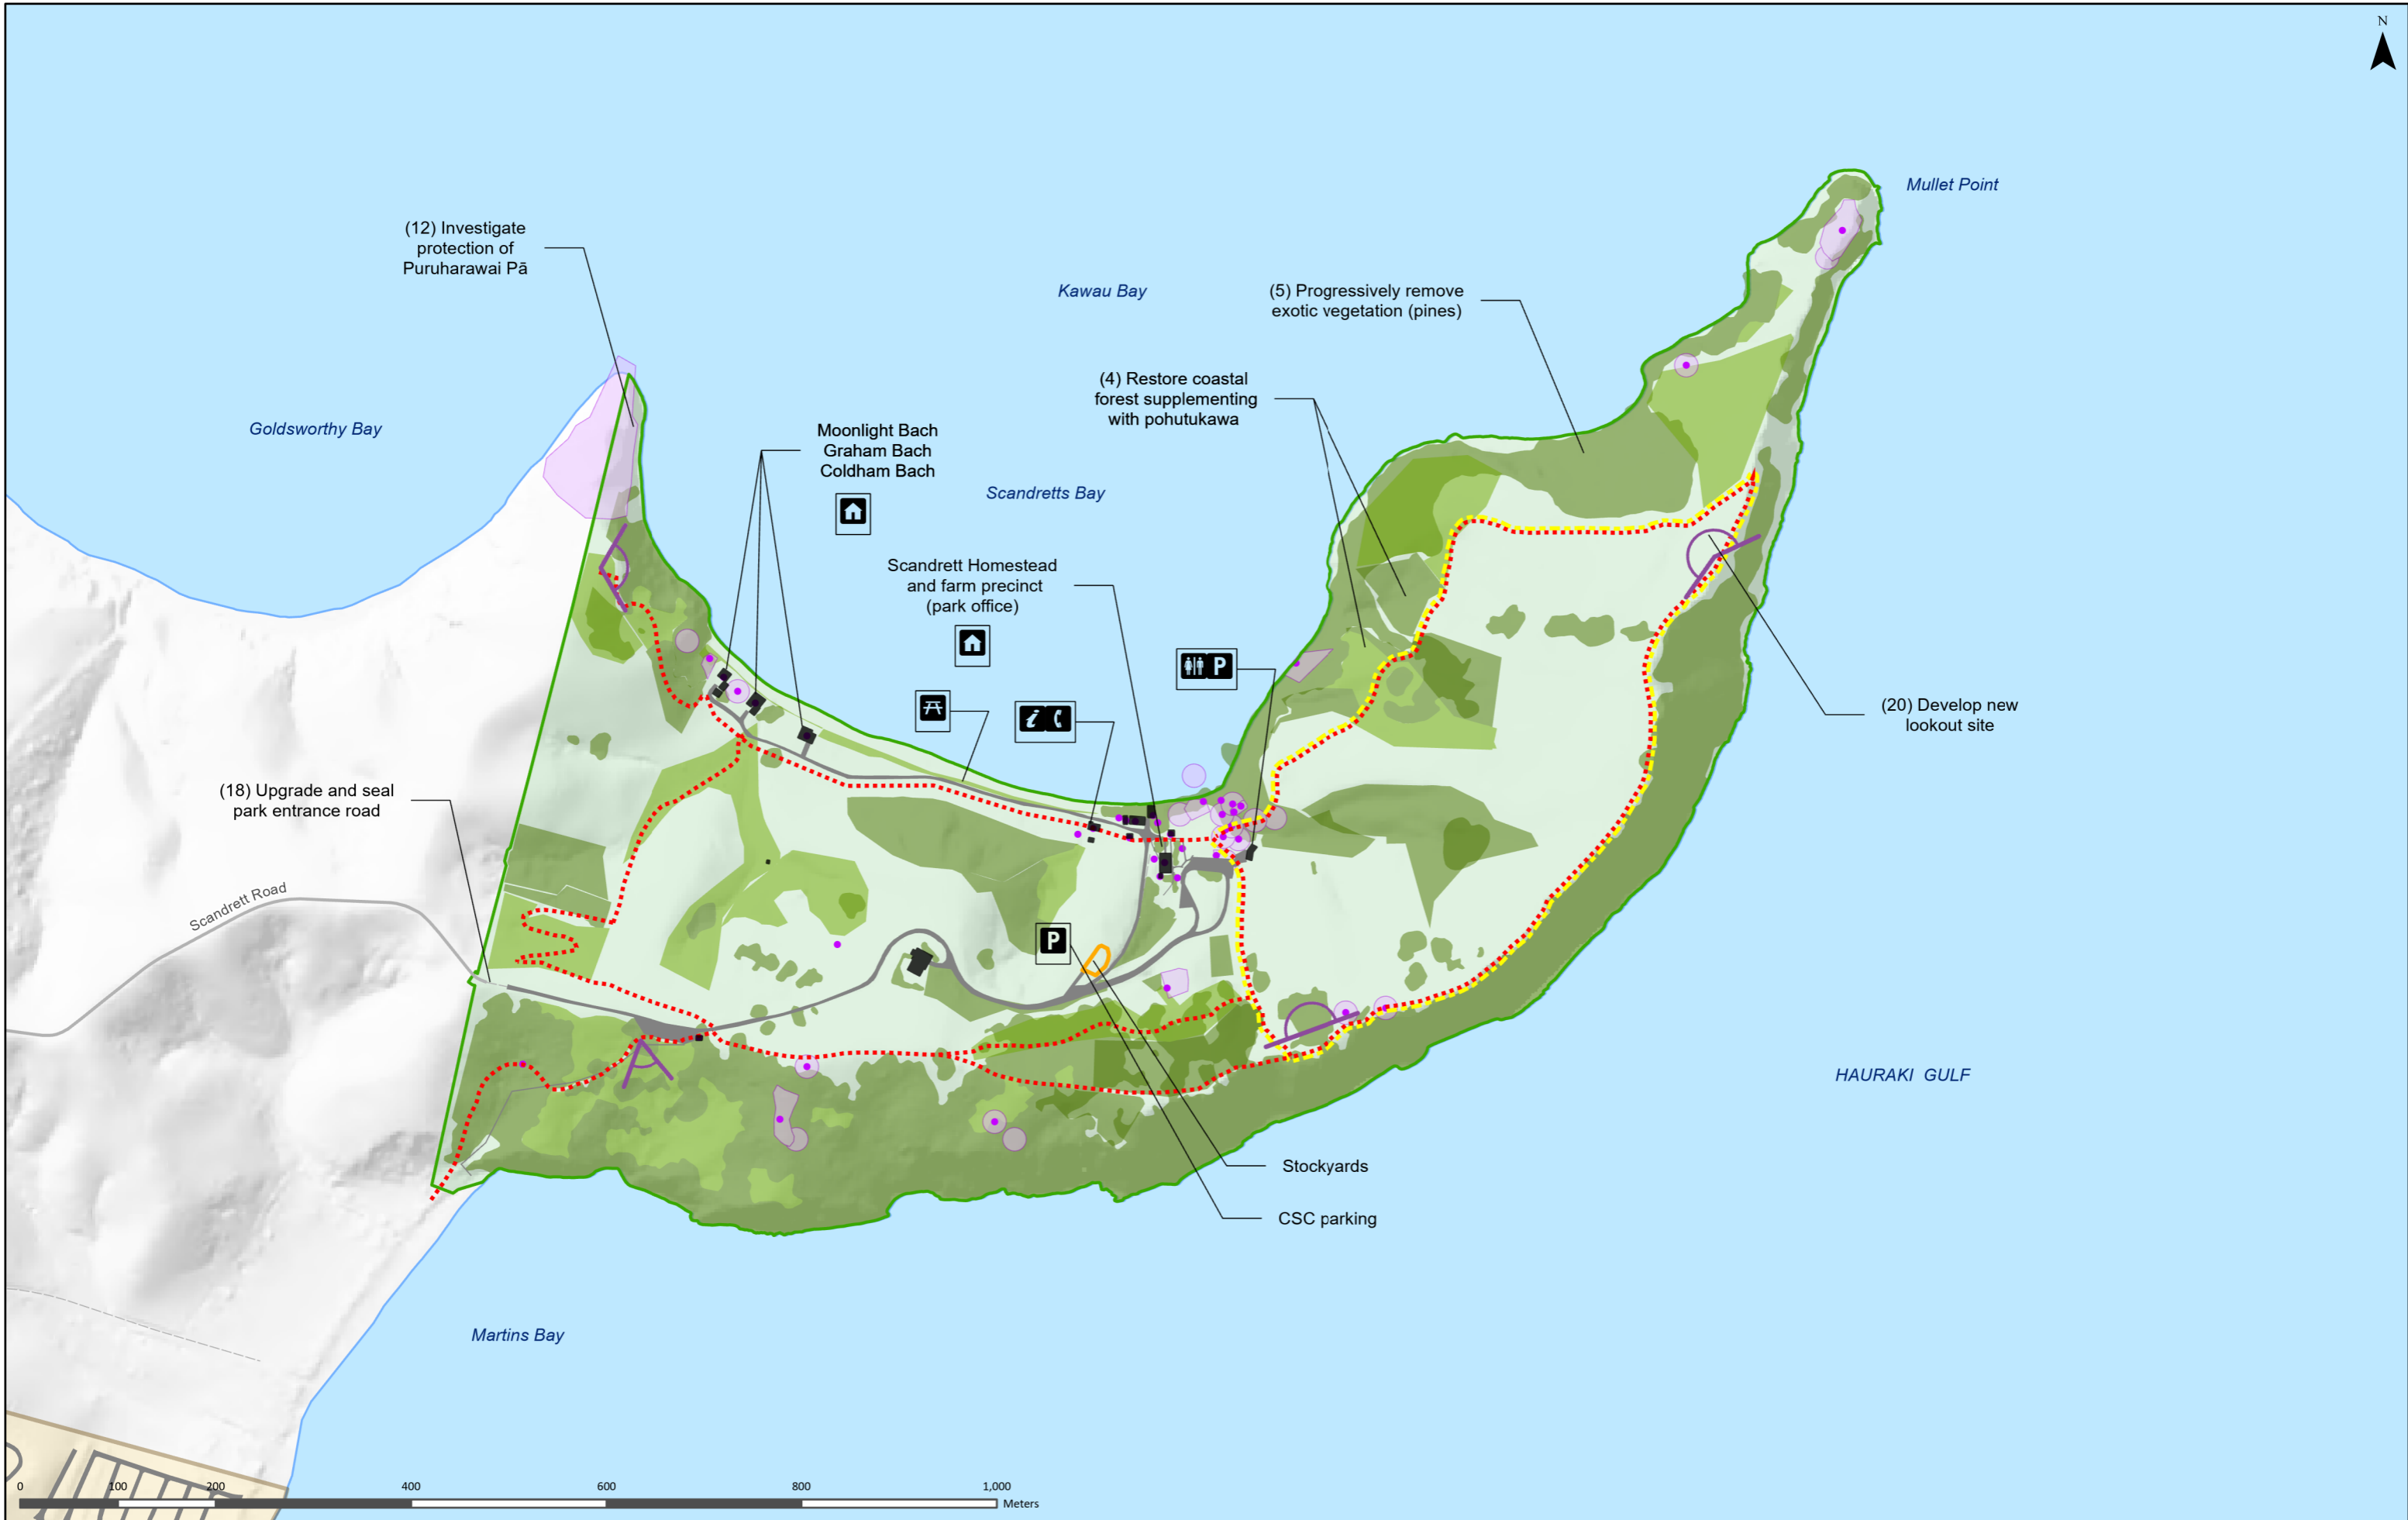 N
Mullet Point
(12) Investigate
protection of
Puruharawai Pā
Kawau Bay
(5) Progressively remove
exotic vegetation (pines)
(4) Restore coastal
forest supplementing
with pohutukawa
Goldsworthy Bay
Moonlight Bach
Graham Bach
Coldham Bach
Scandretts Bay
Scandrett Homestead
and farm precinct
(park office)
P
i
(20) Develop new
lookout site
(18) Upgrade and seal
park entrance road
Scandrett Road
P
HAURAKI GULF
Stockyards
CSC parking
Martins Bay
0 100 200 400 600 800 1,000
Meters